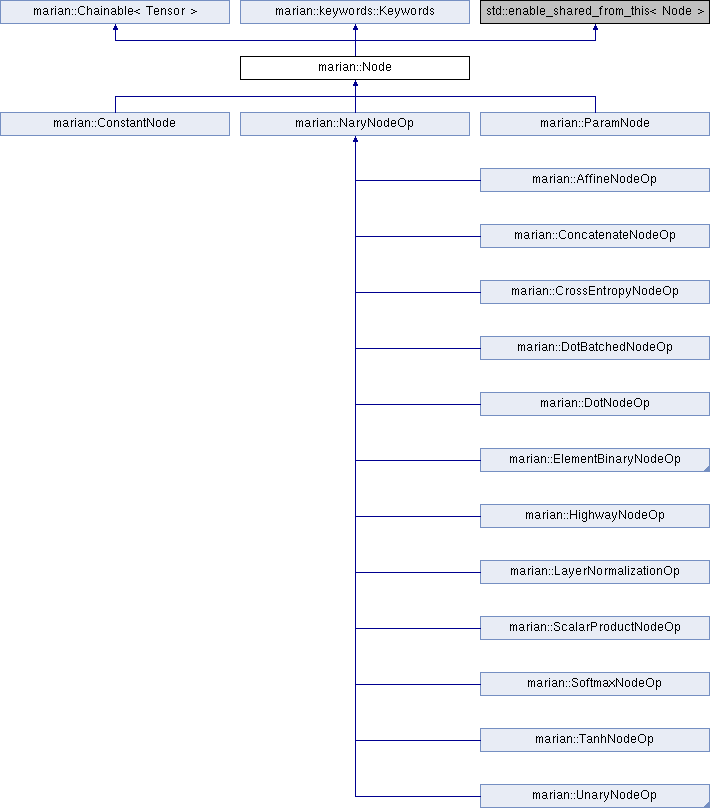 marian::Chainable< Tensor >
marian::keywords::Keywords
std::enable_shared_from_this< Node >
marian::Node
marian::ConstantNode
marian::NaryNodeOp
marian::ParamNode
marian::AffineNodeOp
marian::ConcatenateNodeOp
marian::CrossEntropyNodeOp
marian::DotBatchedNodeOp
marian::DotNodeOp
marian::ElementBinaryNodeOp
marian::HighwayNodeOp
marian::LayerNormalizationOp
marian::ScalarProductNodeOp
marian::SoftmaxNodeOp
marian::TanhNodeOp
marian::UnaryNodeOp